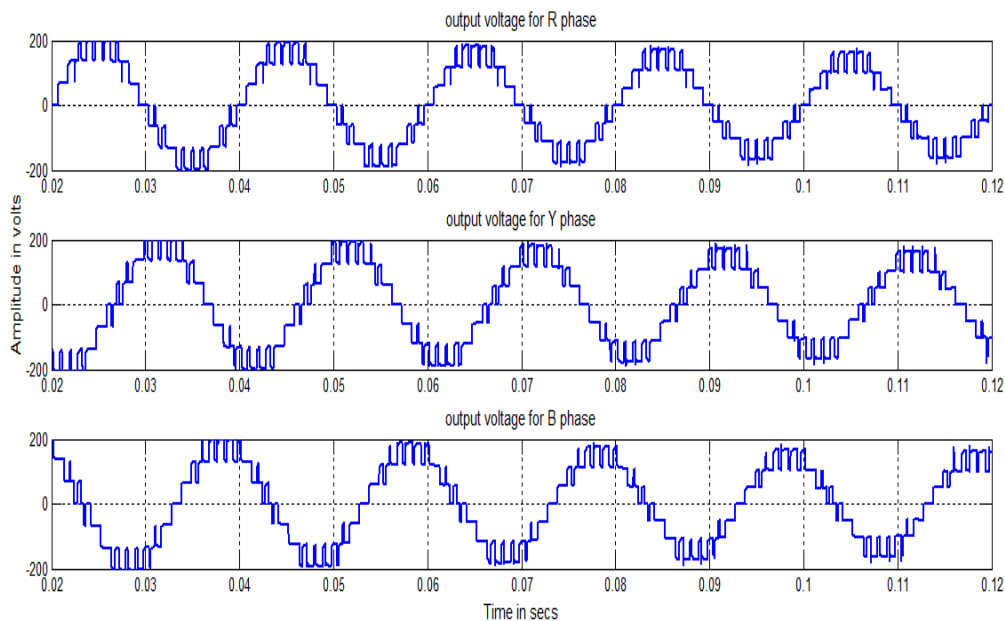 output voltage for R phase
200
0
-200
0.02 0.03 0.04 0.05 0.06 0.07 0.08 0.09 0.1 0.11 0.12
output voltage for Y phase
Amplitude in volts
200
0
-200
0.02 0.03 0.04 0.05 0.06 0.07 0.08 0.09 0.1 0.11 0.12
output voltage for B phase
200
0
-200
0.02 0.03 0.04 0.05 0.06 0.07 0.08 0.09 0.1 0.11 0.12
Time in secs